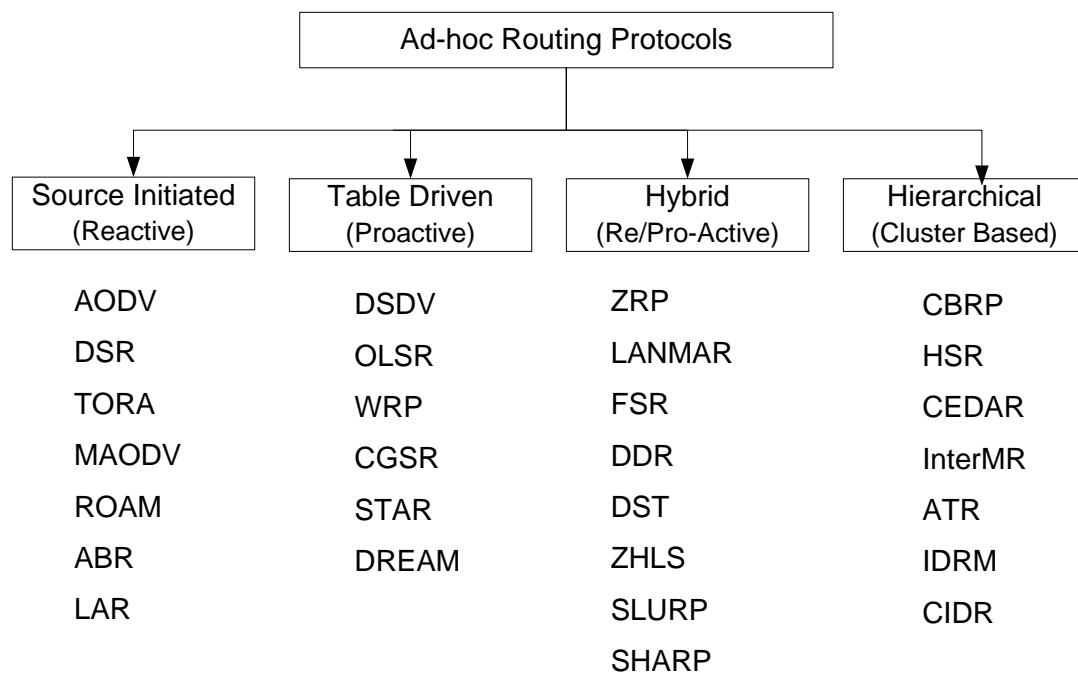 Ad-hoc Routing Protocols
Source Initiated
(Reactive)
Table Driven
(Proactive)
Hybrid
(Re/Pro-Active)
Hierarchical
(Cluster Based)
AODV
DSR
TORA
MAODV
ROAM
ABR
LAR
DSDV
OLSR
WRP
CGSR
STAR
DREAM
ZRP
LANMAR
FSR
DDR
DST
ZHLS
SLURP
SHARP
CBRP
HSR
CEDAR
InterMR
ATR
IDRM
CIDR